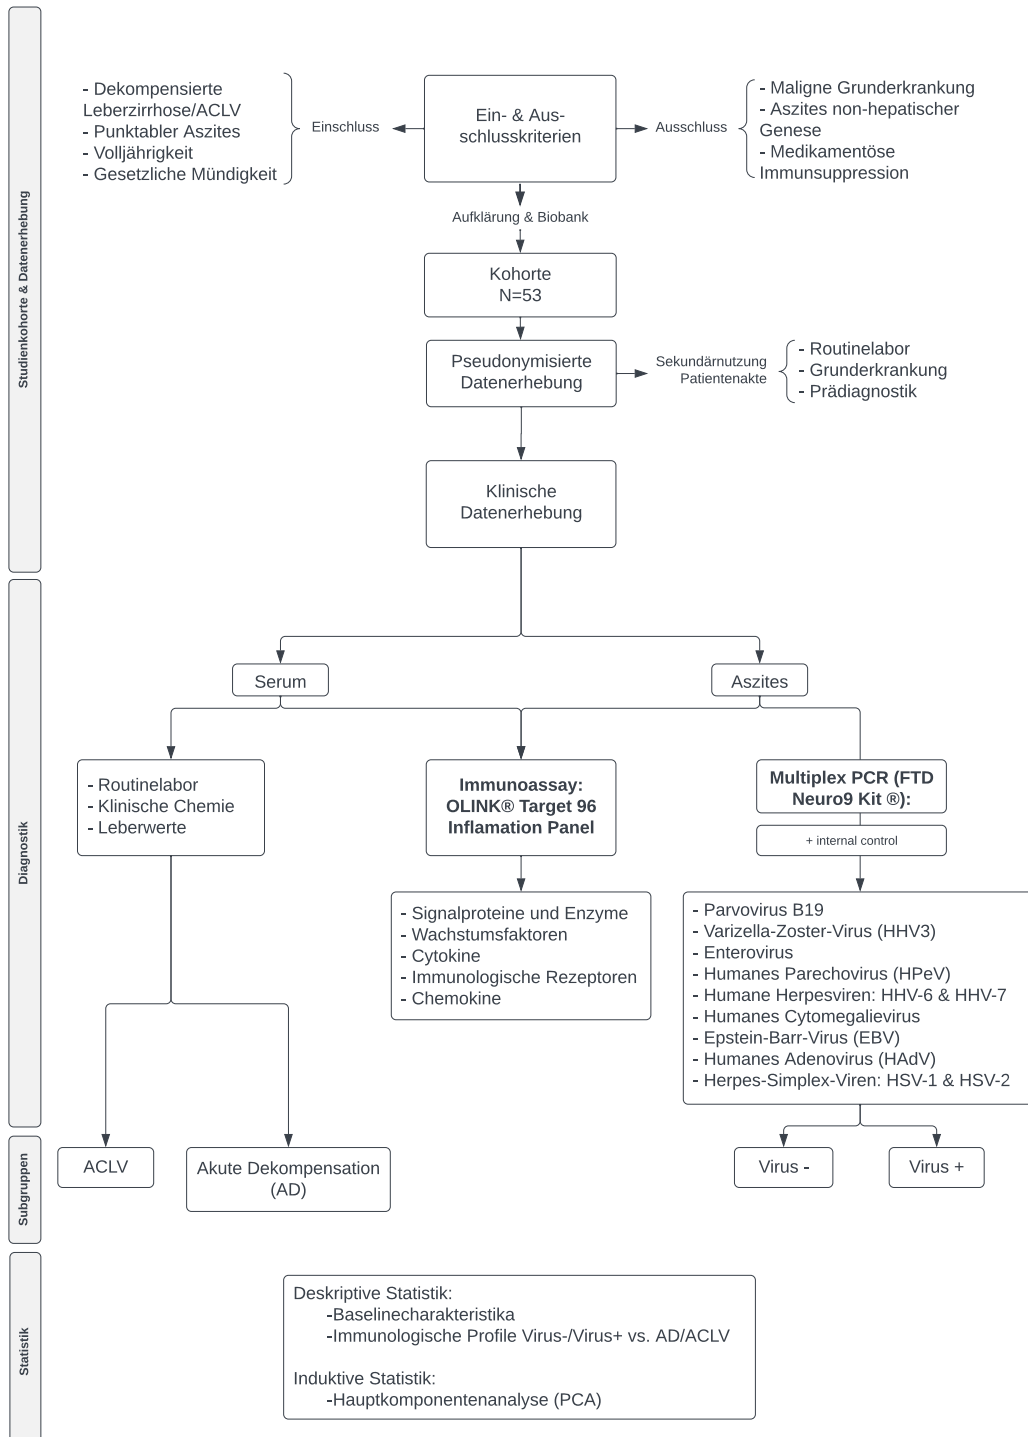 Studienkohorte & Datenerhebung
- Dekompensierte
Leberzirrhose/ACLV
- Punktabler Aszites
- Volljährigkeit
- Gesetzliche Mündigkeit
Einschluss
Ein- & Aus-
schlusskriterien
Ausschluss
- Maligne Grunderkrankung
- Aszites non-hepatischer
Genese
- Medikamentöse
Immunsuppression
Aufklärung & Biobank
Kohorte
N=53
Pseudonymisierte
Datenerhebung
Sekundärnutzung
Patientenakte
- Routinelabor
- Grunderkrankung
- Prädiagnostik
Klinische
Datenerhebung
Diagnostik
Serum
Aszites
- Routinelabor
- Klinische Chemie
- Leberwerte
Immunoassay:
OLINK® Target 96
Inflamation Panel
Multiplex PCR (FTD
Neuro9 Kit ®):
+ internal control
- Signalproteine und Enzyme
- Wachstumsfaktoren
- Cytokine
- Immunologische Rezeptoren
- Chemokine
- Parvovirus B19
- Varizella-Zoster-Virus (HHV3)
- Enterovirus
- Humanes Parechovirus (HPeV)
- Humane Herpesviren: HHV-6 & HHV-7
- Humanes Cytomegalievirus
- Epstein-Barr-Virus (EBV)
- Humanes Adenovirus (HAdV)
- Herpes-Simplex-Viren: HSV-1 & HSV-2
Subgruppen
ACLV
Akute Dekompensation
(AD)
Virus -
Virus +
Statistik
Deskriptive Statistik:
-Baselinecharakteristika
-Immunologische Profile Virus-/Virus+ vs. AD/ACLV
Induktive Statistik:
-Hauptkomponentenanalyse (PCA)